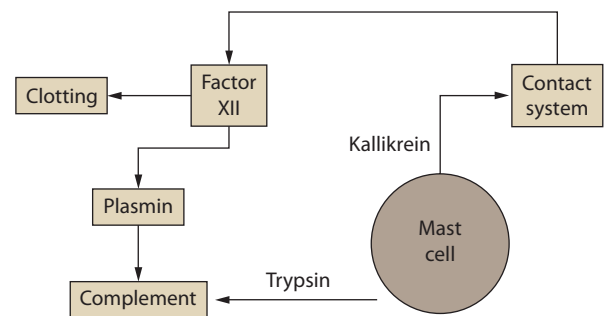 Factor
XII
Contact
system
Clotting
Kallikrein
Plasmin
Mast
cell
Trypsin
Complement